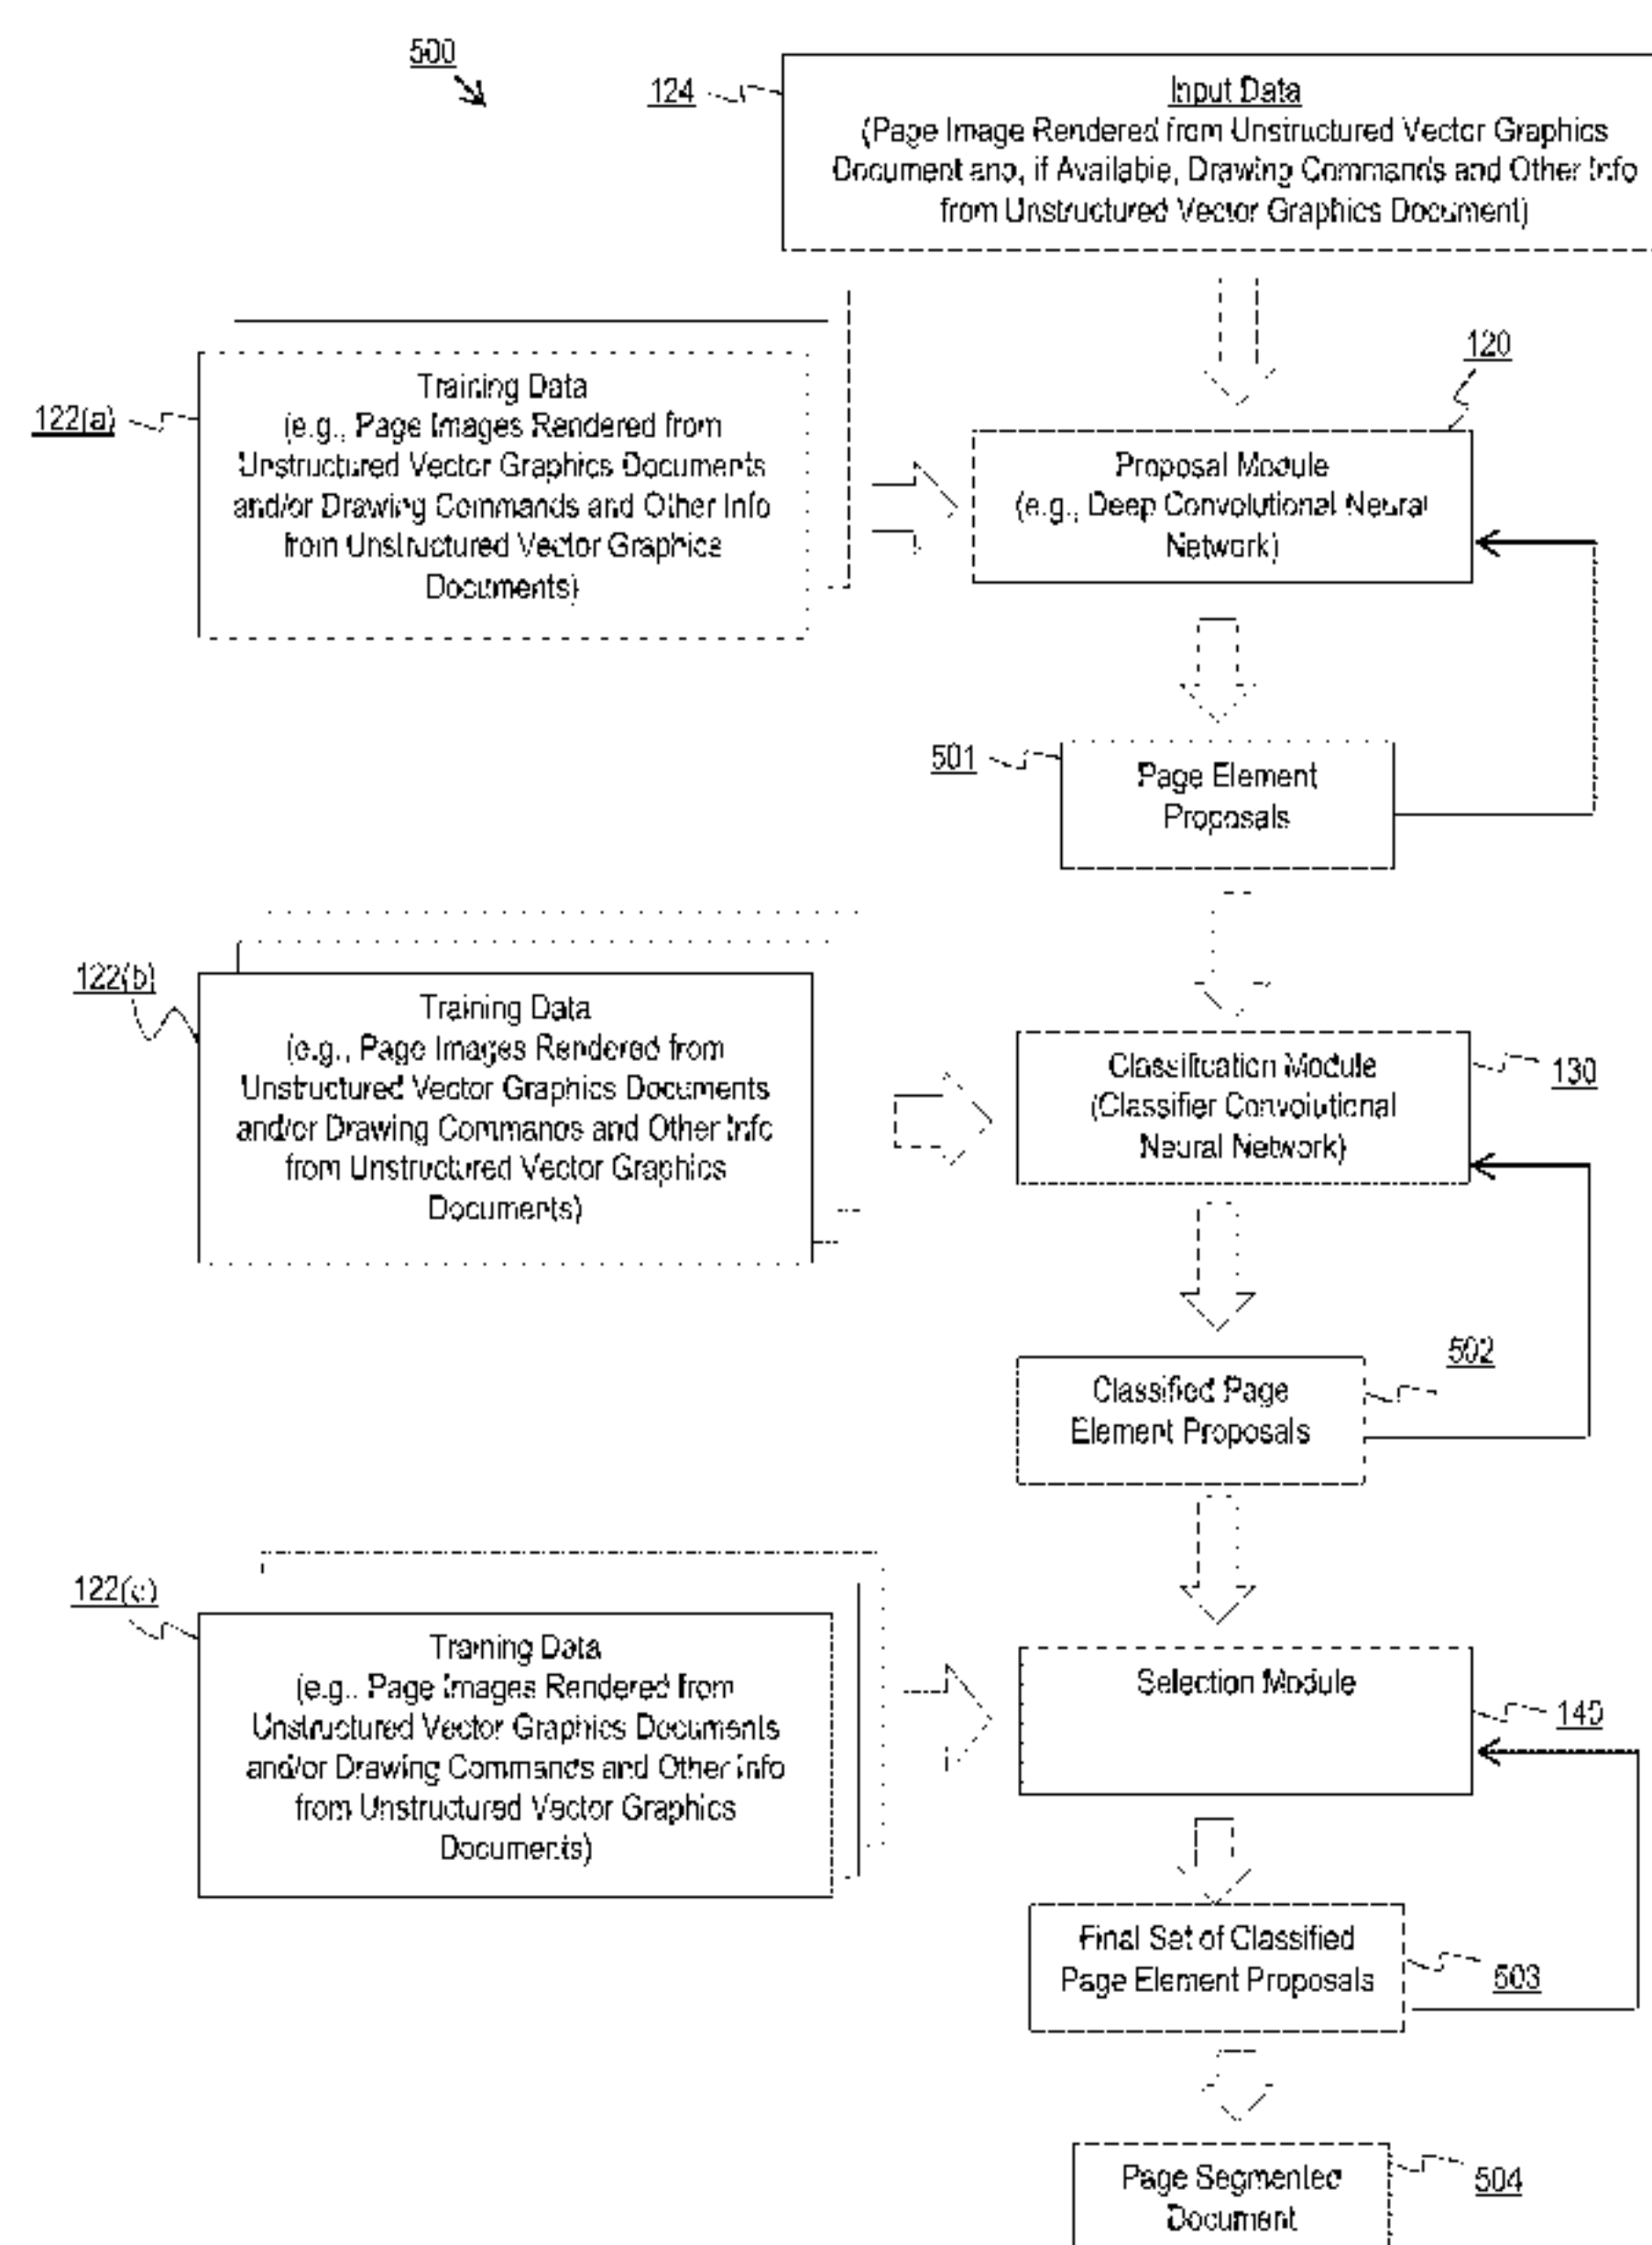 500
124
Input Data
(Page Image Rendered from Unstructured Vector Graphics
Document and, if Available, Drawing Commands and Other Info
from Unstructured Vector Graphics Document)
122(a)
Training Data
(e.g., Page Images Rendered from
Unstructured Vector Graphics Documents
and/or Drawing Commands and Other Info
from Unstructured Vector Graphics
Documents)
120
Proposal Module
(e.g., Deep Convolutional Neural
Network)
501
Page Element
Proposals
122(b)
Training Data
(e.g., Page Images Rendered from
Unstructured Vector Graphics Documents
and/or Drawing Commands and Other Info
from Unstructured Vector Graphics
Documents)
Classification Module
(Classifier Convolutional
Neural Network)
130
502
Classified Page
Element Proposals
122(c)
Training Data
(e.g., Page Images Rendered from
Unstructured Vector Graphics Documents
and/or Drawing Commands and Other Info
from Unstructured Vector Graphics
Documents)
Selection Module
140
Final Set of Classified
Page Element Proposals
503
Page Segmented
Document
504